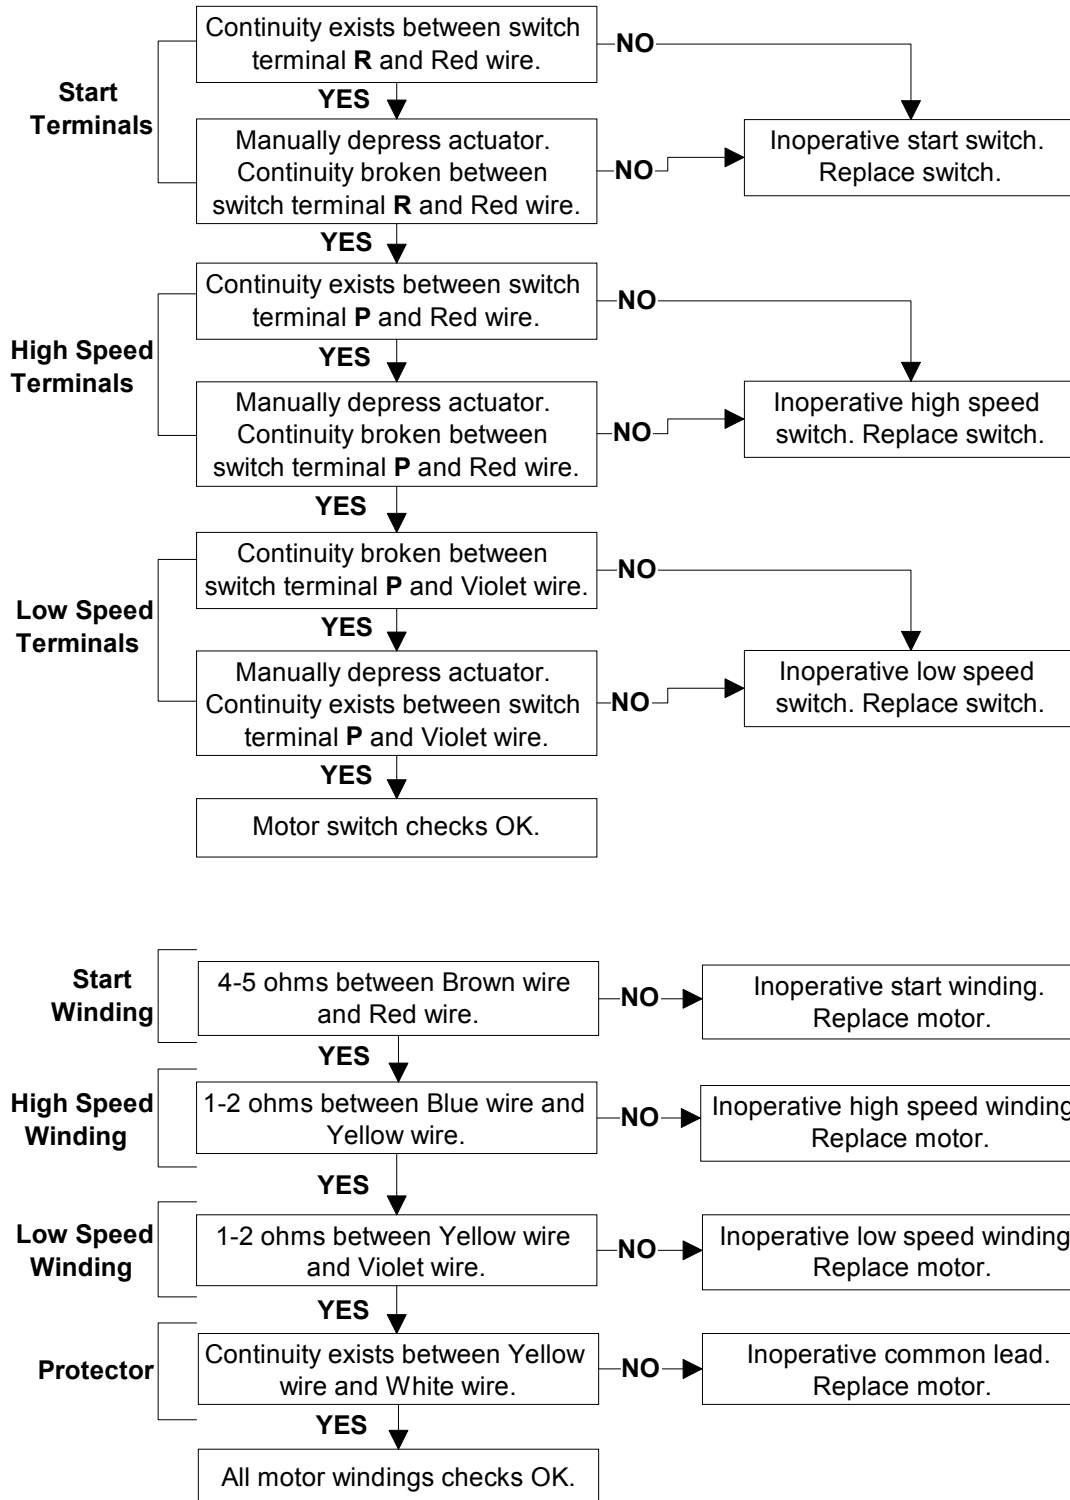 Continuity exists between switch
terminal R and Red wire.
NO
Start
Terminals
YES
Manually depress actuator.
Continuity broken between
switch terminal R and Red wire.
NO
Inoperative start switch.
Replace switch.
YES
Continuity exists between switch
terminal P and Red wire.
NO
High Speed
Terminals
YES
Manually depress actuator.
Continuity broken between
switch terminal P and Red wire.
NO
Inoperative high speed
switch. Replace switch.
YES
Continuity broken between
switch terminal P and Violet wire.
NO
Low Speed
Terminals
YES
Manually depress actuator.
Continuity exists between switch
terminal P and Violet wire.
NO
Inoperative low speed
switch. Replace switch.
YES
Motor switch checks OK.
Start
Winding
4-5 ohms between Brown wire
and Red wire.
NO
Inoperative start winding.
Replace motor.
YES
High Speed
Winding
1-2 ohms between Blue wire and
Yellow wire.
NO
Inoperative high speed winding
Replace motor.
YES
Low Speed
Winding
1-2 ohms between Yellow wire
and Violet wire.
NO
Inoperative low speed winding
Replace motor.
YES
Protector
Continuity exists between Yellow
wire and White wire.
NO
Inoperative common lead.
Replace motor.
YES
All motor windings checks OK.